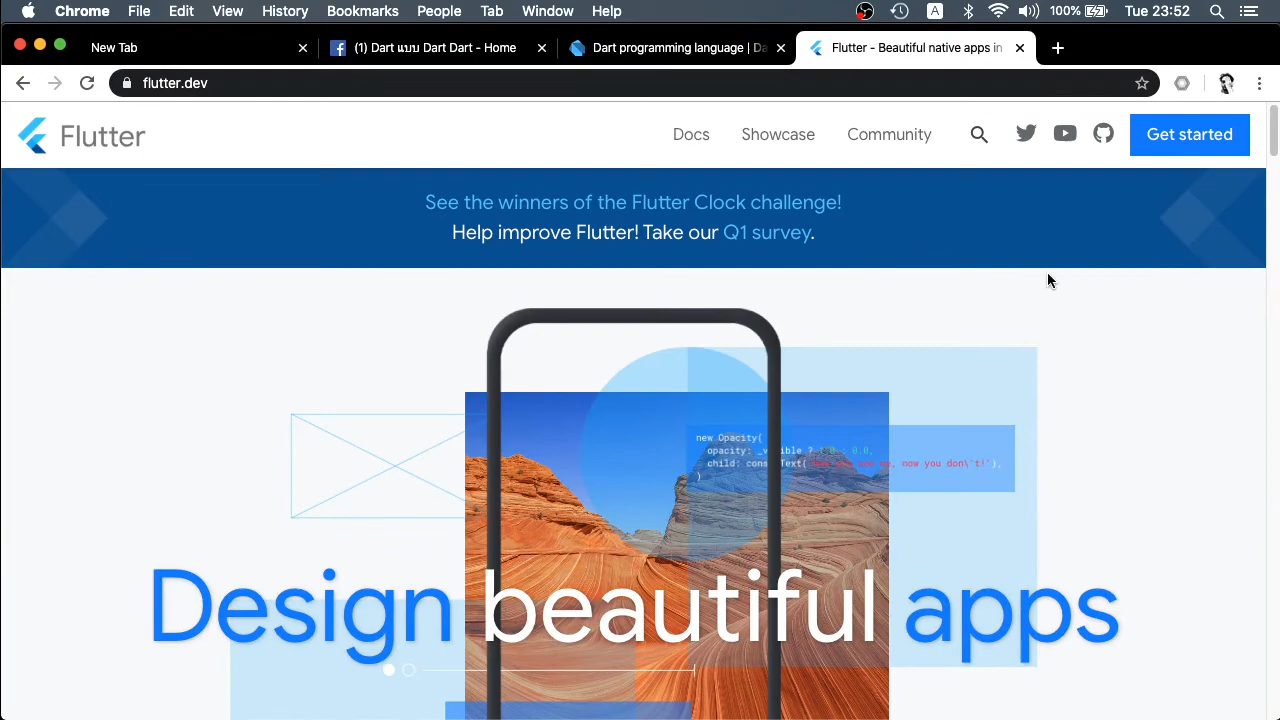 Chrome File Edit View History Bookmarks People Tab Window Help A 100% Tue 23:52
New Tab (1) Dart แบบ Dart Dart - Home Dart programming language | Da Flutter - Beautiful native apps in
flutter.dev
Flutter Docs Showcase Community Get started
See the winners of the Flutter Clock challenge!
Help improve Flutter! Take our Q1 survey.
new Opacity(
opacity: 0.0,
child: Text( now you don\'t!'),
)
Design beautiful apps